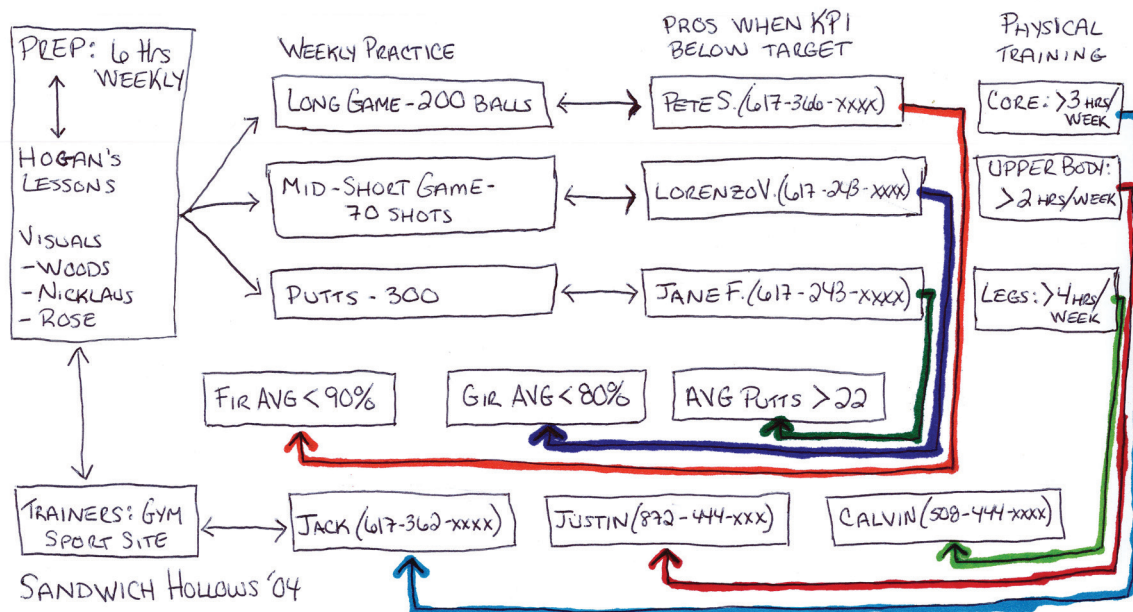 PREP: 6 Hrs
WEEKLY
HOGAN'S
LESSONS
VISUALS
- WOODS
- NICKLAUS
- ROSE
WEEKLY PRACTICE
LONG GAME - 200 BALLS
MID-SHORT GAME -
70 SHOTS
PUTTS - 300
PROS WHEN KPI
BELOW TARGET
PETE S. (617-366-XXXX)
LORENZO V. (617-243-XXXX)
JANE F. (617-243-XXXX)
PHYSICAL
TRAINING
CORE: >3 HRS/
WEEK
UPPER BODY:
>2 HRS/WEEK
LEGS: >4 HRS/
WEEK
FIR AVG < 90%
GIR AVG < 80%
AVG PUTTS > 22
TRAINERS: GYM
SPORT SITE
JACK (617-362-XXXX)
JUSTIN (872-444-XXX)
CALVIN (508-444-XXXX)
SANDWICH HOLLOWS '04